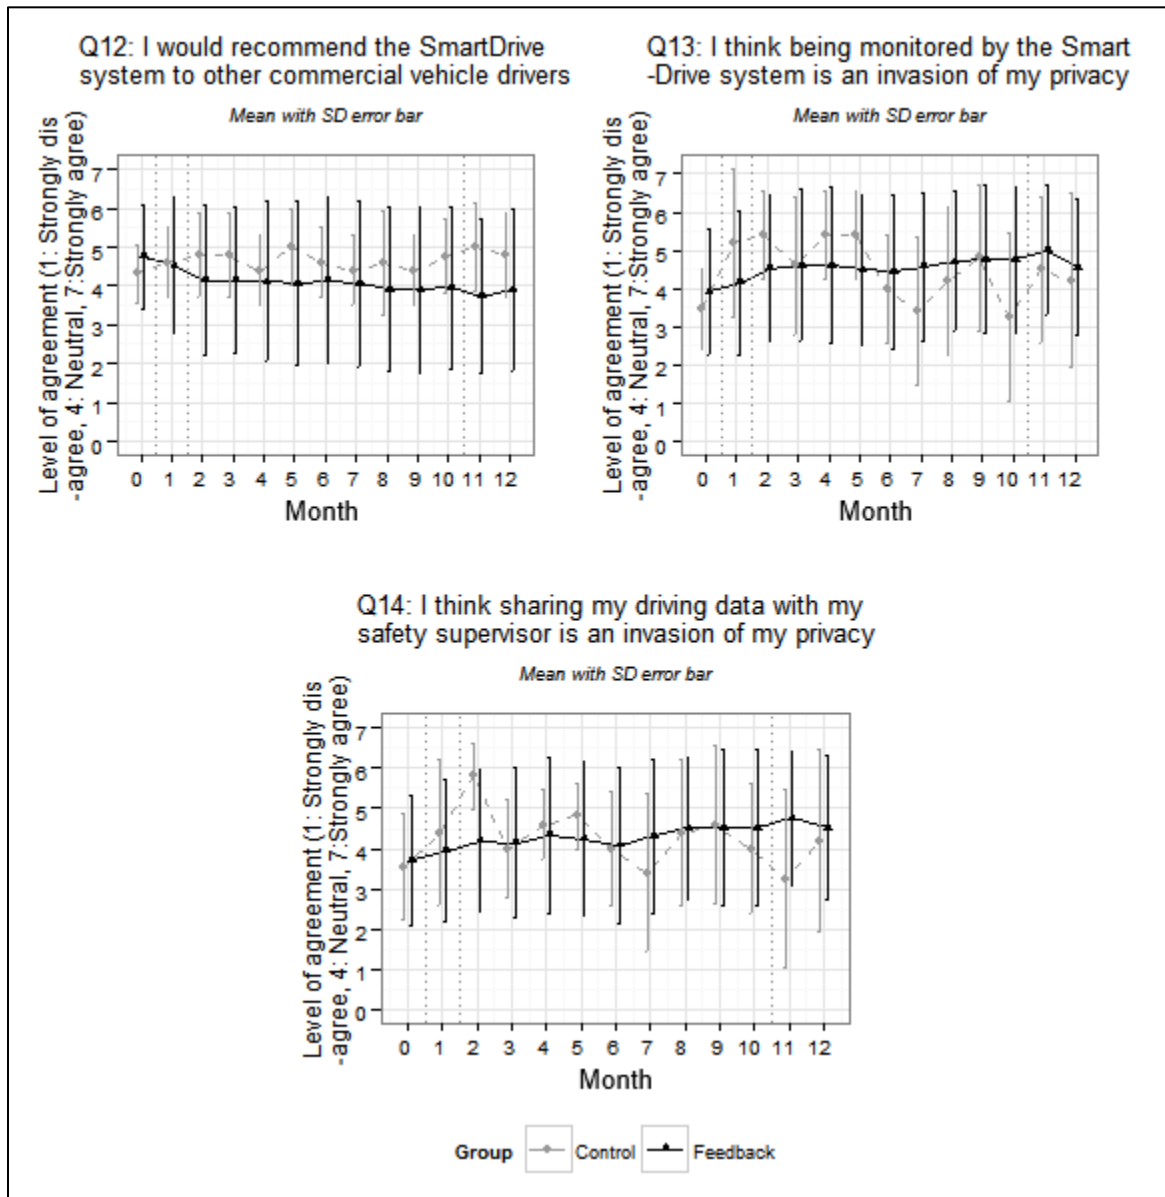 Q12: I would recommend the SmartDrive
system to other commercial vehicle drivers
Mean with SD error bar
Level of agreement (1: Strongly dis
-agree, 4: Neutral, 7:Strongly agree)
7
6
5
4
3
2
1
0
0 1 2 3 4 5 6 7 8 9 10 11 12
Month
Q13: I think being monitored by the Smart
-Drive system is an invasion of my privacy
Mean with SD error bar
Level of agreement (1: Strongly dis
-agree, 4: Neutral, 7:Strongly agree)
7
6
5
4
3
2
1
0
0 1 2 3 4 5 6 7 8 9 10 11 12
Month
Q14: I think sharing my driving data with my
safety supervisor is an invasion of my privacy
Mean with SD error bar
Level of agreement (1: Strongly dis
-agree, 4: Neutral, 7:Strongly agree)
7
6
5
4
3
2
1
0
0 1 2 3 4 5 6 7 8 9 10 11 12
Month
Group Control Feedback